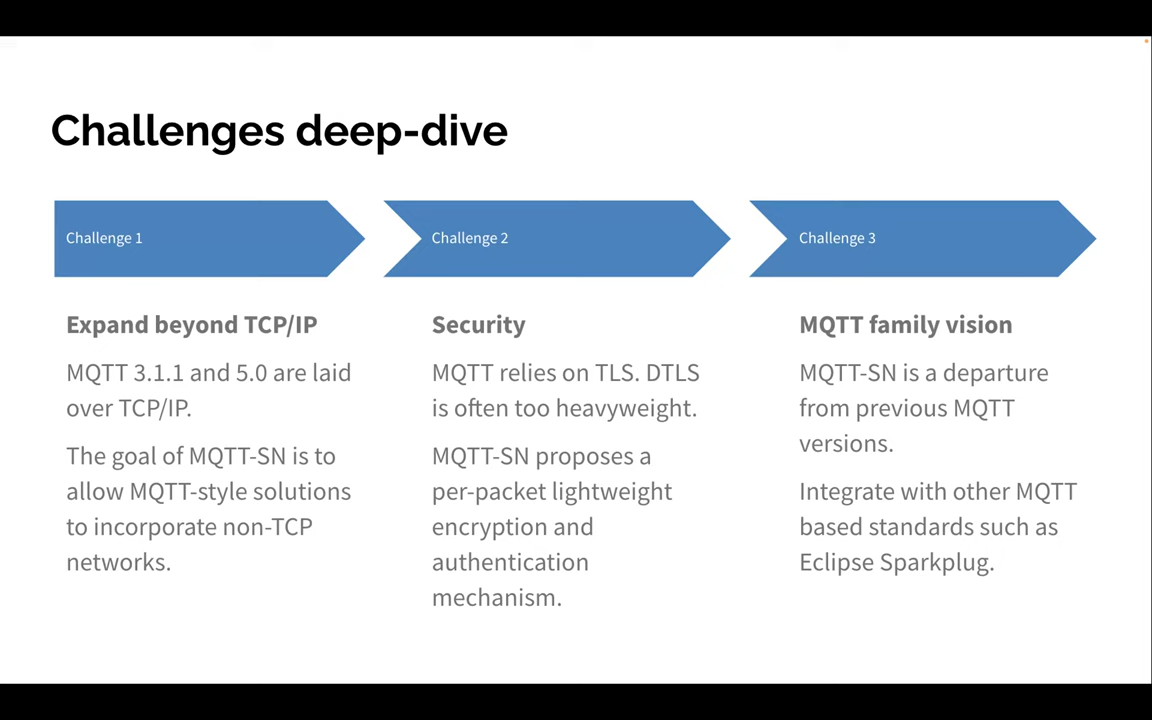 Challenges deep-dive
Challenge 1
Expand beyond TCP/IP
MQTT 3.1.1 and 5.0 are laid
over TCP/IP.
The goal of MQTT-SN is to
allow MQTT-style solutions
to incorporate non-TCP
networks.
Challenge 2
Security
MQTT relies on TLS. DTLS
is often too heavyweight.
MQTT-SN proposes a
per-packet lightweight
encryption and
authentication
mechanism.
Challenge 3
MQTT family vision
MQTT-SN is a departure
from previous MQTT
versions.
Integrate with other MQTT
based standards such as
Eclipse Sparkplug.